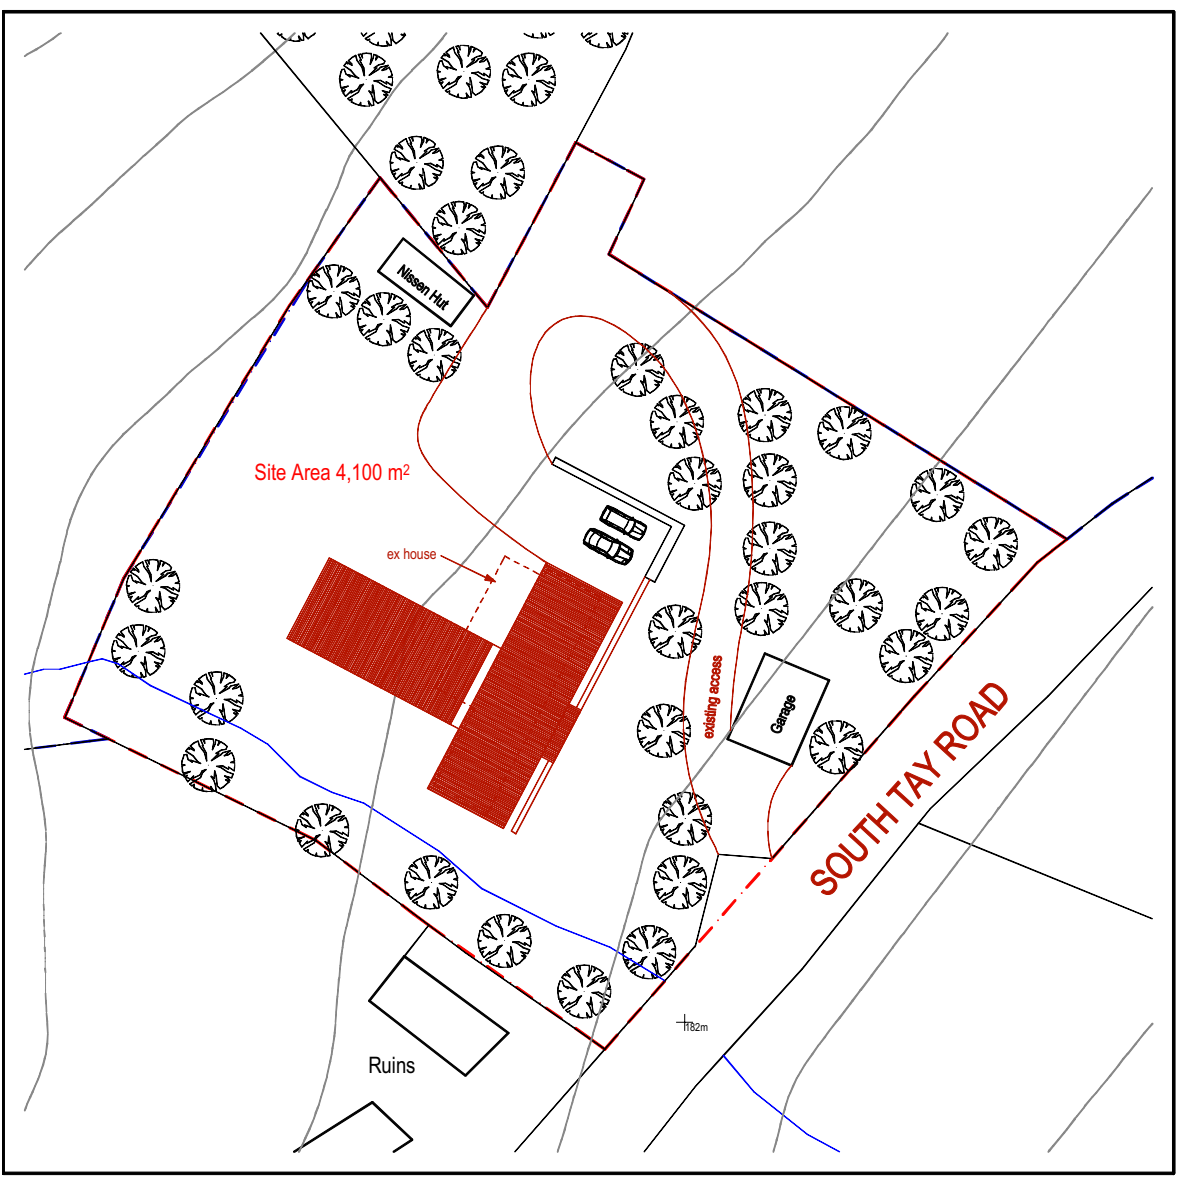 Nissen Hut
Site Area 4,100 m²
ex house
existing access
Garage
SOUTH TAY ROAD
182m
Ruins